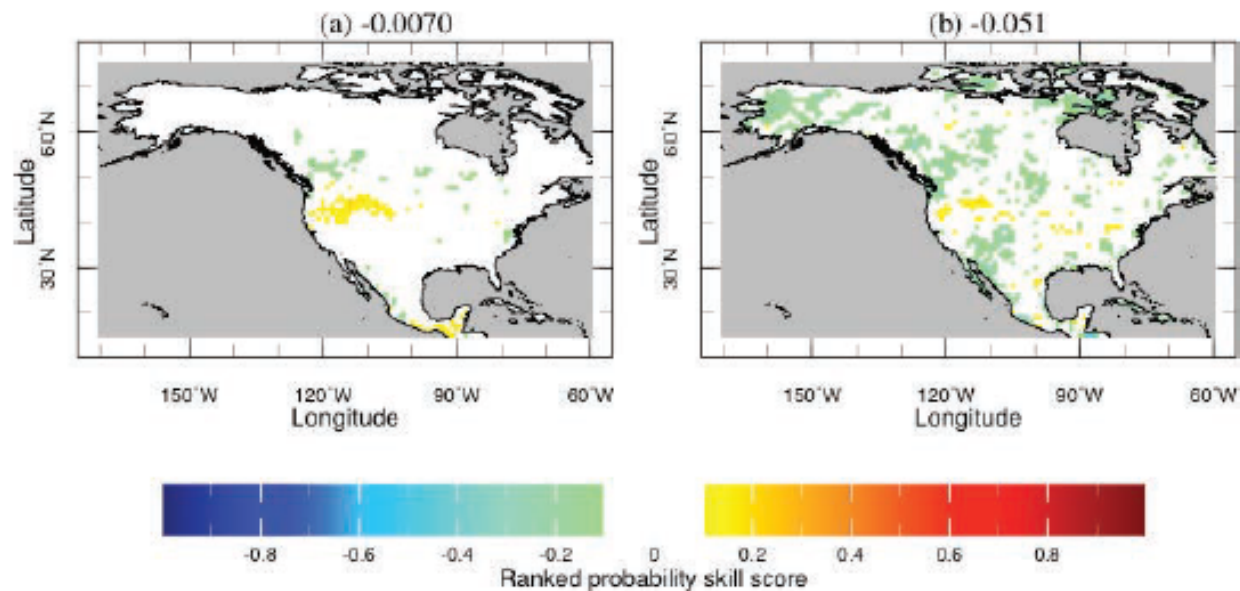 (a) -0.0070
(b) -0.051
Latitude
60°N
30°N
Latitude
60°N
30°N
150°W 120°W 90°W 60°W
Longitude
150°W 120°W 90°W 60°W
Longitude
-0.8 -0.6 -0.4 -0.2 0 0.2 0.4 0.6 0.8
Ranked probability skill score